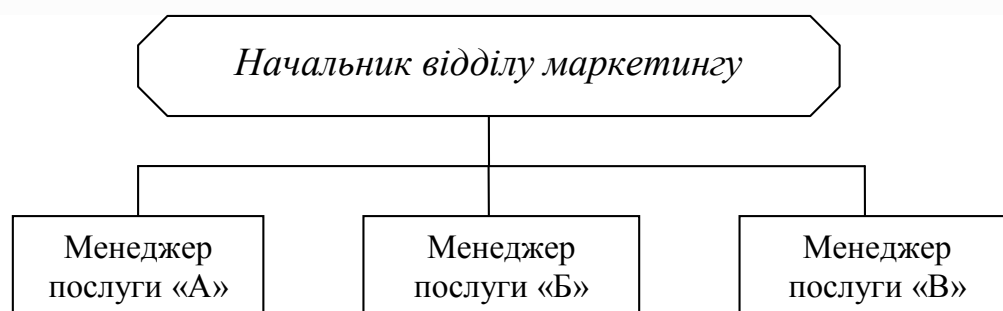 Начальник відділу маркетингу
Менеджер
послуги «А»
Менеджер
послуги «Б»
Менеджер
послуги «В»